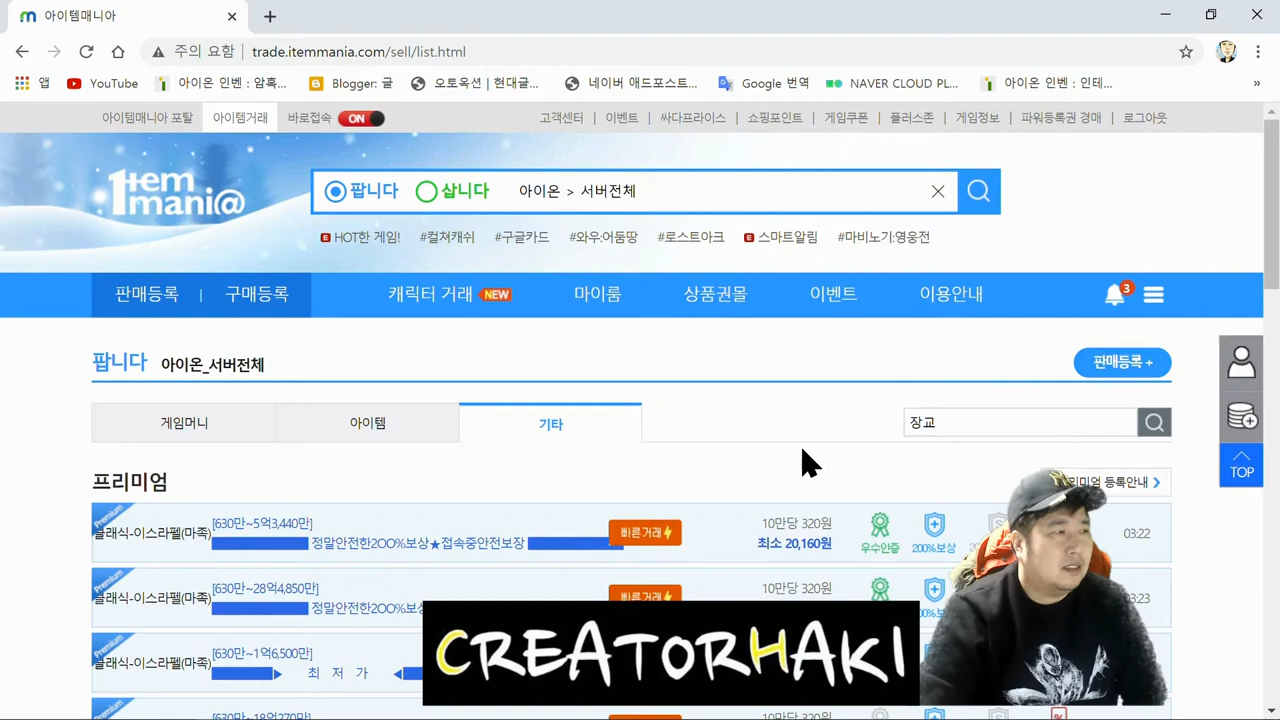 아이템매니아
주의 요함 trade.itemmania.com/sell/list.html
앱 YouTube 아이온 인벤 : 암흑... Blogger: 글 오토옥션 | 현대글... 네이버 애드포스트... Google 번역 NAVER CLOUD PL... 아이온 인벤 : 인테... »
아이템매니아 포탈 아이템거래 바로접속 ON 고객센터 | 이벤트 | 싸다프라이스 | 쇼핑포인트 | 게임쿠폰 | 플러스존 | 게임정보 | 파워등록권 경매 | 로그아웃
Item mani@
팝니다 삽니다 아이온 > 서버전체
HOT한 게임! #컬쳐캐쉬 #구글카드 #와우:어둠땅 #로스트아크 스마트알림 #마비노기:영웅전
판매등록 | 구매등록 캐릭터 거래 NEW 마이룸 상품권몰 이벤트 이용안내 3
팝니다 아이온_서버전체 판매등록 +
게임머니 아이템 기타 장교
TOP
프리미엄 등록안내
Premium
[630만~5억3,440만] 10만당 320원
클래식-이스라펠(마족) 정말안전한200%보상★접속중안전보장 빠른거래 최소 20,160원 우수인증 200%보상 03:22
Premium
[630만~28억4,850만] 10만당 320원
클래식-이스라펠(마족) 정말안전한200%보상 빠른거래 03:23
Premium
[630만~1억6,500만]
클래식-이스라펠(마족) 최 저 가
[630만~18억270만]
CREATORHAKI